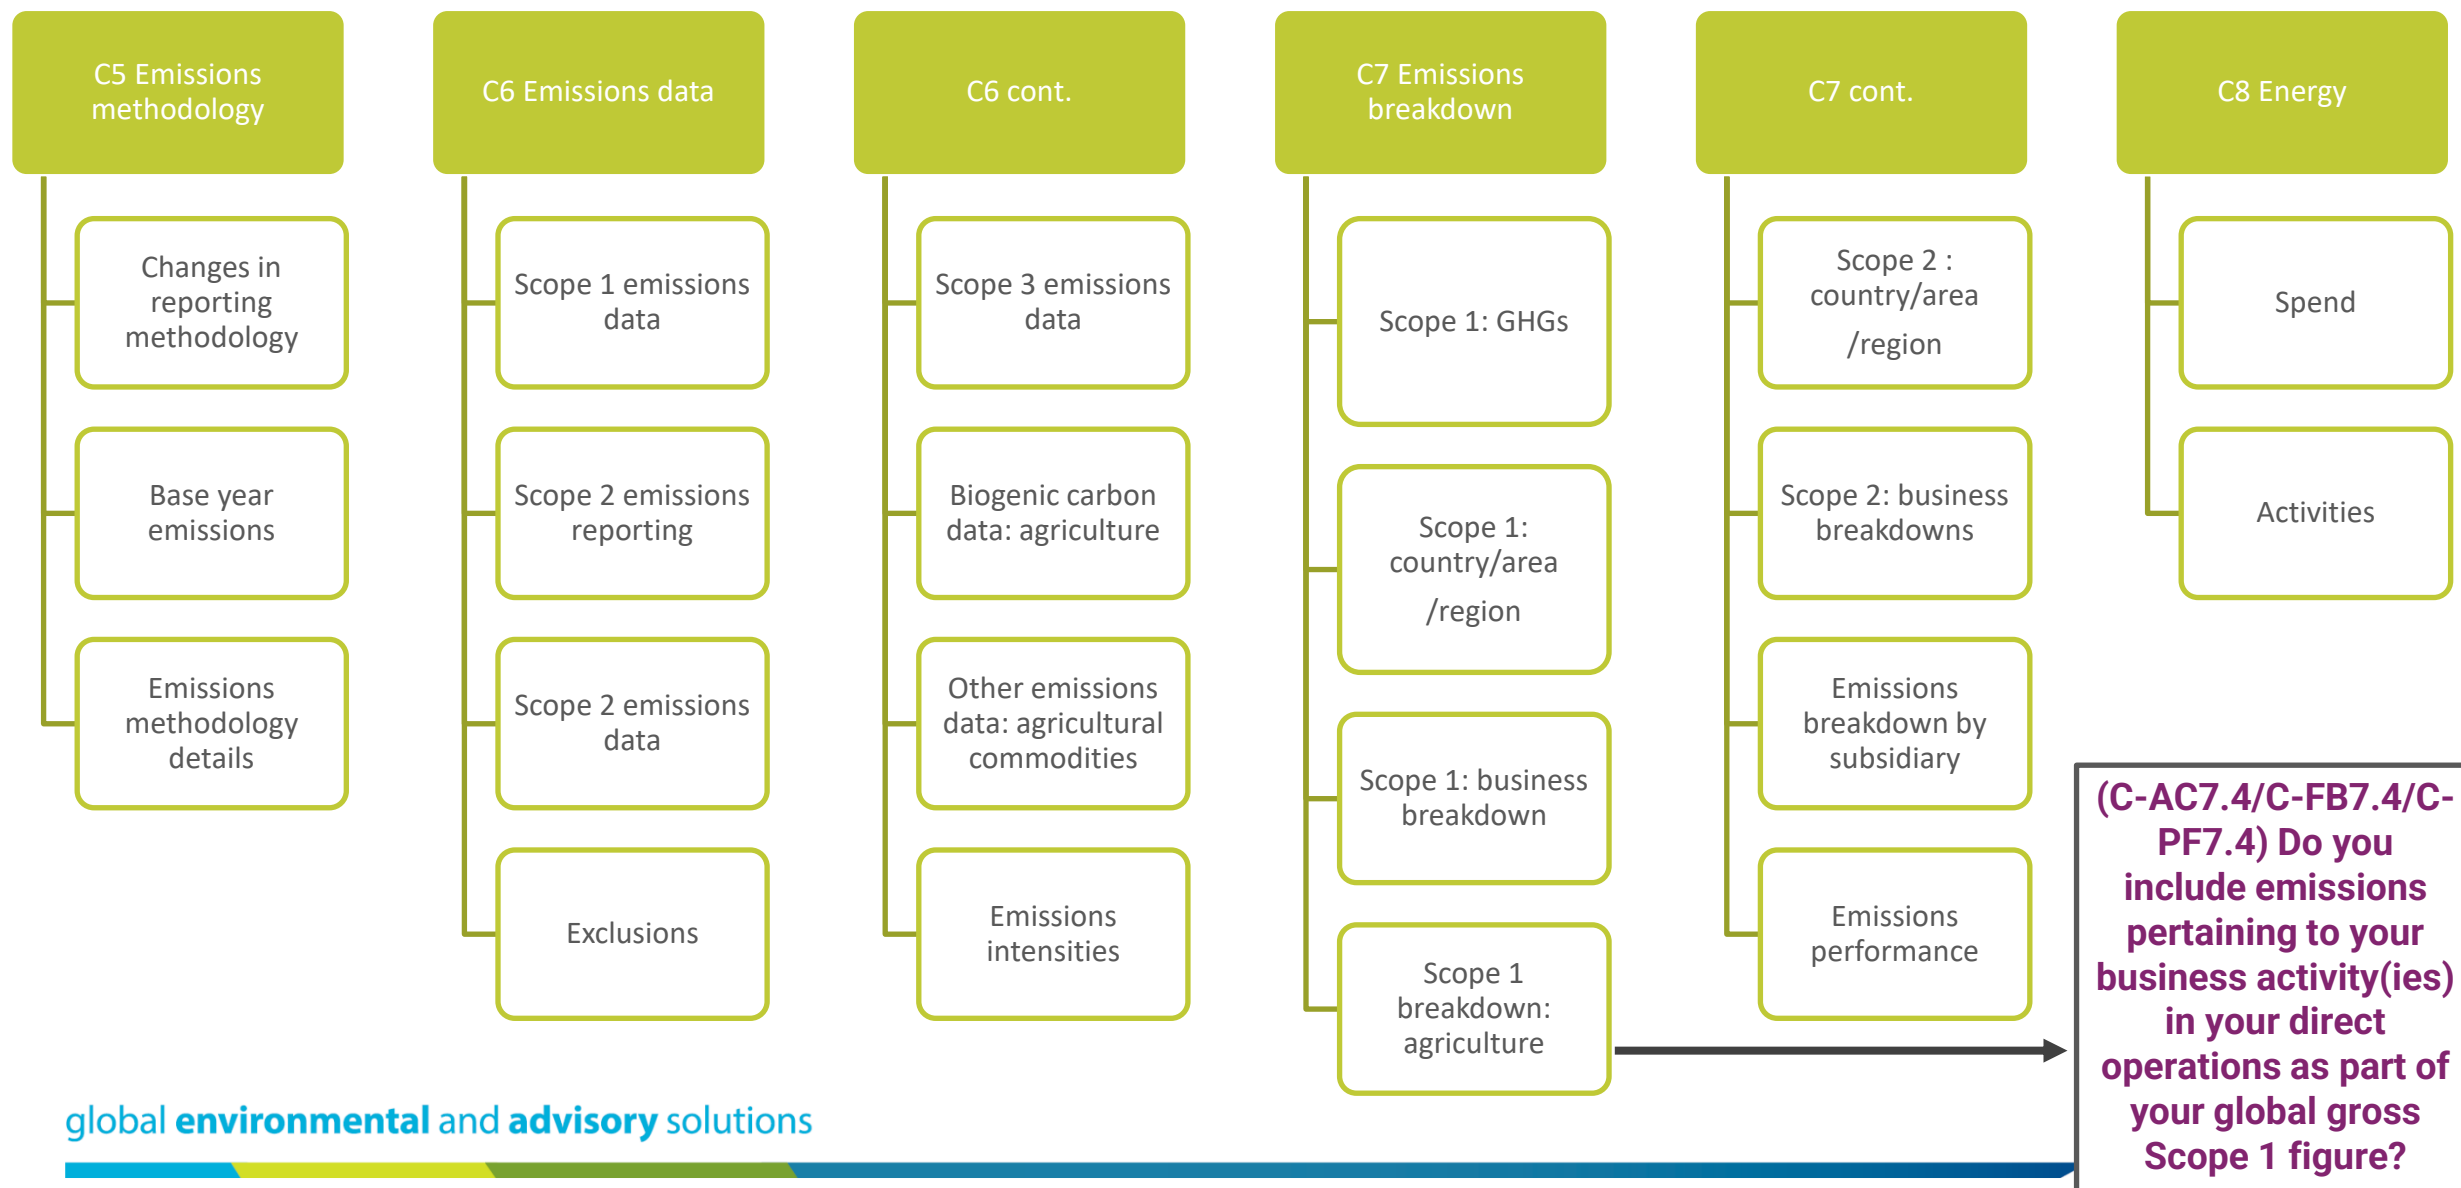 C5 Emissions
methodology
Changes in
reporting
methodology
Base year
emissions
Emissions
methodology
details
C6 Emissions data
Scope 1 emissions
data
Scope 2 emissions
reporting
Scope 2 emissions
data
Exclusions
C6 cont.
Scope 3 emissions
data
Biogenic carbon
data: agriculture
Other emissions
data: agricultural
commodities
Emissions
intensities
C7 Emissions
breakdown
Scope 1: GHGs
Scope 1:
country/area
/region
Scope 1: business
breakdown
Scope 1
breakdown:
agriculture
C7 cont.
Scope 2 :
country/area
/region
Scope 2: business
breakdowns
Emissions
breakdown by
subsidiary
Emissions
performance
C8 Energy
Spend
Activities
(C-AC7.4/C-FB7.4/C-
PF7.4) Do you
include emissions
pertaining to your
business activity(ies)
in your direct
operations as part of
your global gross
Scope 1 figure?
global environmental and advisory solutions